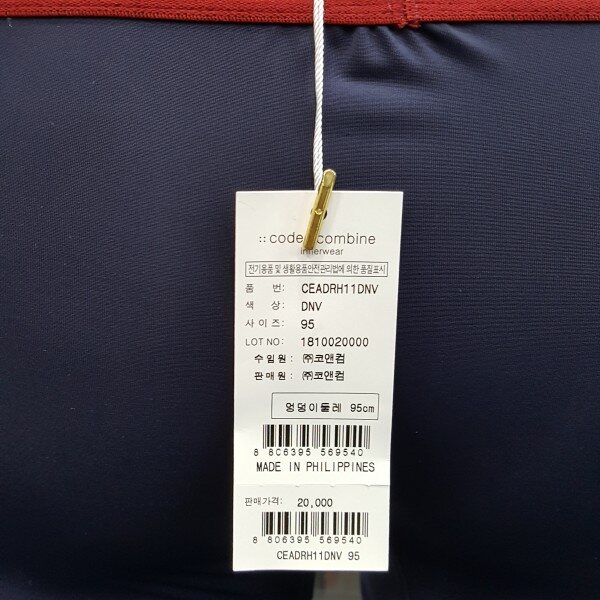 :: code combine
innerwear
전기용품 및 생활용품안전관리법에 의한 품질표시
품 번: CEADRH11DNV
색 상: DNV
사이즈: 95
LOT NO: 1810020000
수입원 : ㈜코앤컴
판매원 : ㈜코앤컴
엉덩이둘레 95cm
8 806395 569540
MADE IN PHILIPPINES
판매가격: 20,000
8 806395 569540
CEADRH11DNV 95